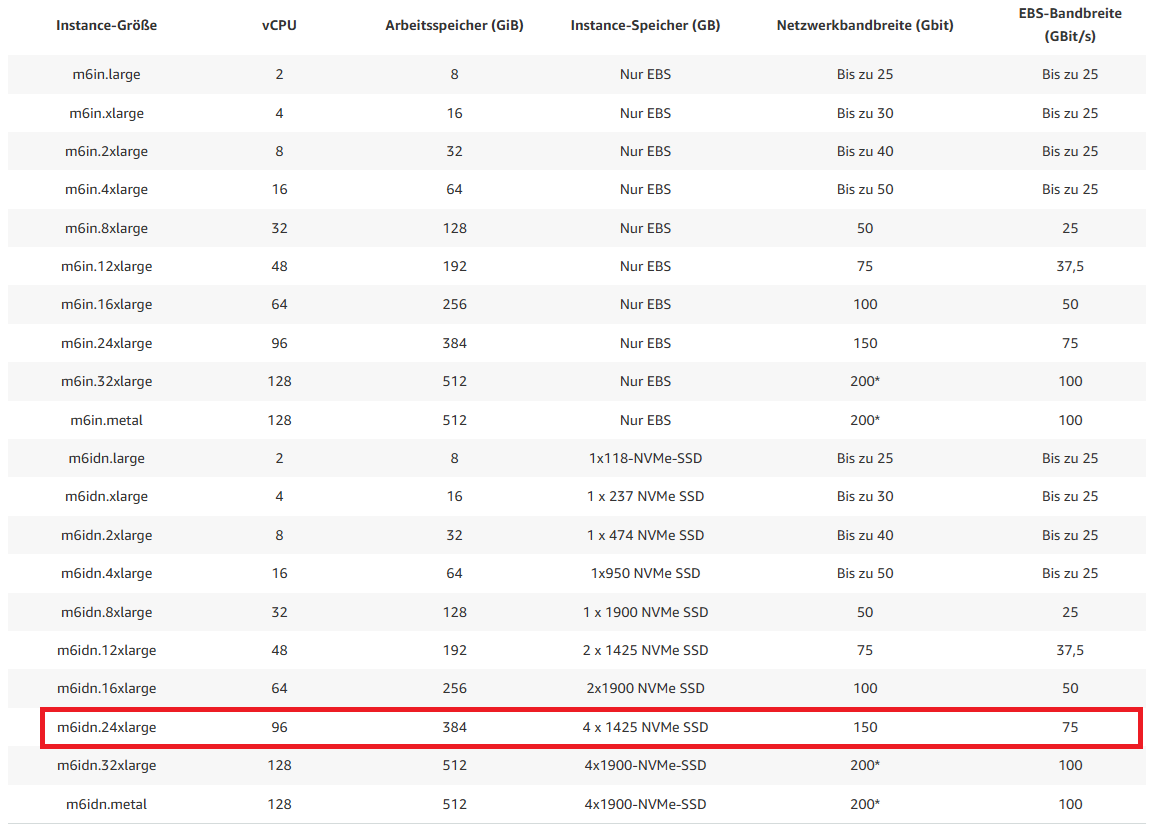 Instance-Größe vCPU Arbeitsspeicher (GiB) Instance-Speicher (GB) Netzwerkbandbreite (Gbit) EBS-Bandbreite (GBit/s)
m6in.large 2 8 Nur EBS Bis zu 25 Bis zu 25
m6in.xlarge 4 16 Nur EBS Bis zu 30 Bis zu 25
m6in.2xlarge 8 32 Nur EBS Bis zu 40 Bis zu 25
m6in.4xlarge 16 64 Nur EBS Bis zu 50 Bis zu 25
m6in.8xlarge 32 128 Nur EBS 50 25
m6in.12xlarge 48 192 Nur EBS 75 37,5
m6in.16xlarge 64 256 Nur EBS 100 50
m6in.24xlarge 96 384 Nur EBS 150 75
m6in.32xlarge 128 512 Nur EBS 200* 100
m6in.metal 128 512 Nur EBS 200* 100
m6idn.large 2 8 1x118-NVMe-SSD Bis zu 25 Bis zu 25
m6idn.xlarge 4 16 1 x 237 NVMe SSD Bis zu 30 Bis zu 25
m6idn.2xlarge 8 32 1 x 474 NVMe SSD Bis zu 40 Bis zu 25
m6idn.4xlarge 16 64 1x950 NVMe SSD Bis zu 50 Bis zu 25
m6idn.8xlarge 32 128 1 x 1900 NVMe SSD 50 25
m6idn.12xlarge 48 192 2 x 1425 NVMe SSD 75 37,5
m6idn.16xlarge 64 256 2x1900 NVMe SSD 100 50
m6idn.24xlarge 96 384 4 x 1425 NVMe SSD 150 75
m6idn.32xlarge 128 512 4x1900-NVMe-SSD 200* 100
m6idn.metal 128 512 4x1900-NVMe-SSD 200* 100